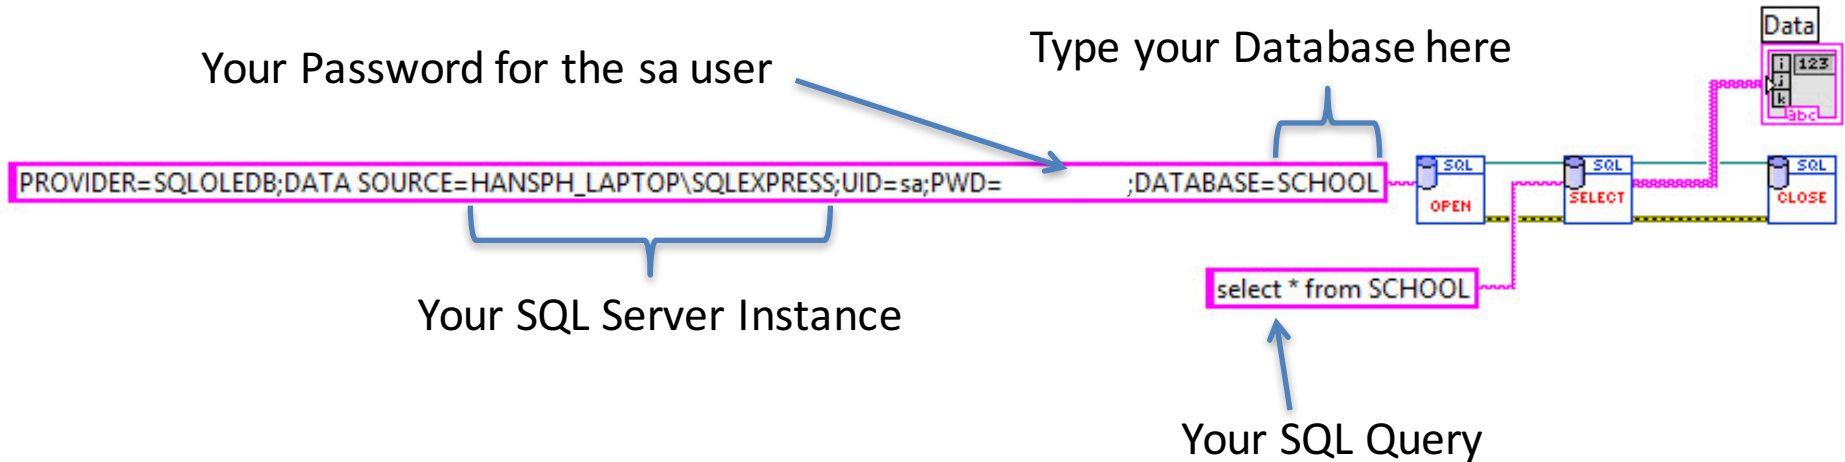 Data
Your Password for the sa user
Type your Database here
i 123
j
k
abc
SQL
OPEN
SQL
SELECT
SQL
CLOSE
PROVIDER=SQLOLEDB;DATA SOURCE=HANSPH_LAPTOP\SQLEXPRESS;UID=sa;PWD= ;DATABASE=SCHOOL
select * from SCHOOL
Your SQL Server Instance
Your SQL Query